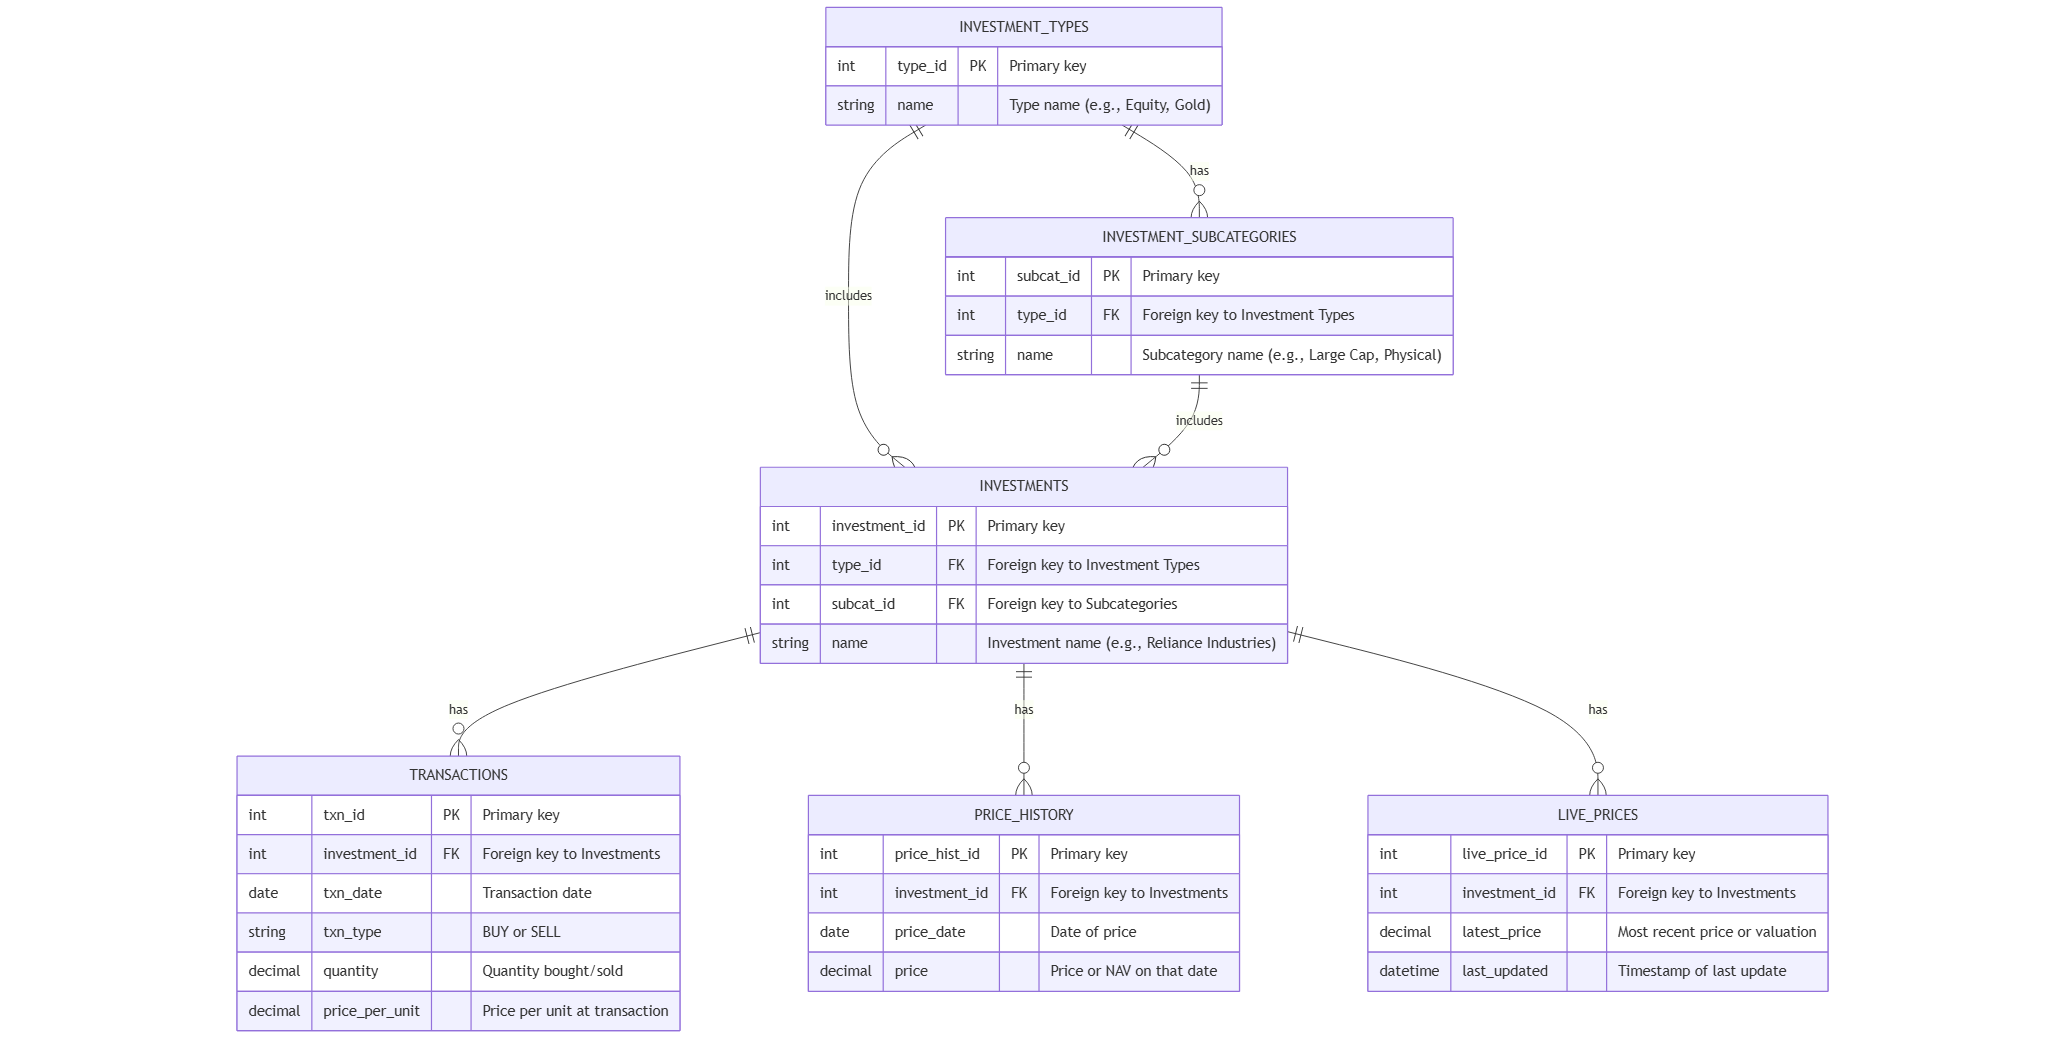 INVESTMENT_TYPES
int type_id PK Primary key
string name Type name (e.g., Equity, Gold)
has
INVESTMENT_SUBCATEGORIES
int subcat_id PK Primary key
int type_id FK Foreign key to Investment Types
string name Subcategory name (e.g., Large Cap, Physical)
includes
includes
INVESTMENTS
int investment_id PK Primary key
int type_id FK Foreign key to Investment Types
int subcat_id FK Foreign key to Subcategories
string name Investment name (e.g., Reliance Industries)
has
has
has
TRANSACTIONS
int txn_id PK Primary key
int investment_id FK Foreign key to Investments
date txn_date Transaction date
string txn_type BUY or SELL
decimal quantity Quantity bought/sold
decimal price_per_unit Price per unit at transaction
PRICE_HISTORY
int price_hist_id PK Primary key
int investment_id FK Foreign key to Investments
date price_date Date of price
decimal price Price or NAV on that date
LIVE_PRICES
int live_price_id PK Primary key
int investment_id FK Foreign key to Investments
decimal latest_price Most recent price or valuation
datetime last_updated Timestamp of last update